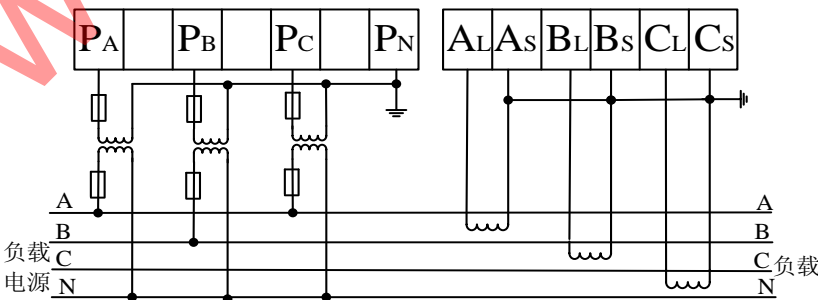 PA PB PC PN AL AS BL BS CL CS
A A
B B
负载 C C 负载
电源 N N